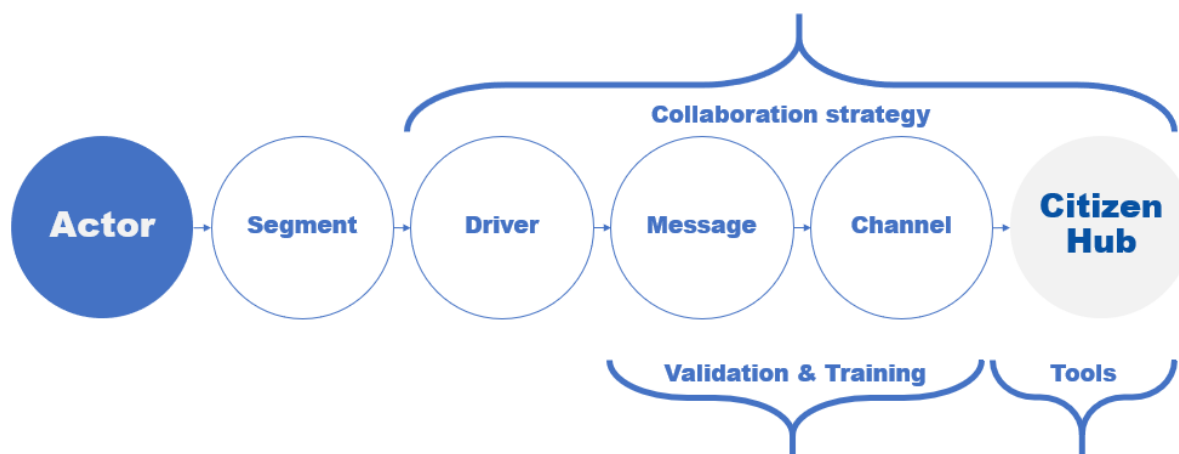 Collaboration strategy
Actor
Segment
Driver
Message
Channel
Citizen
Hub
Validation & Training
Tools